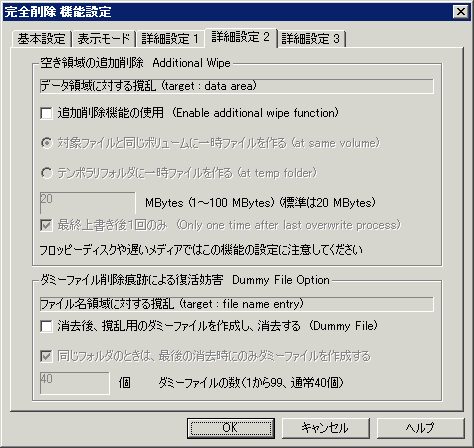 完全削除 機能設定
基本設定 表示モード 詳細設定 1 詳細設定 2 詳細設定 3
空き領域の追加削除 Additional Wipe
データ領域に対する撹乱 (target : data area)
追加削除機能の使用 (Enable additional wipe function)
対象ファイルと同じボリュームに一時ファイルを作る (at same volume)
テンポラリフォルダに一時ファイルを作る (at temp folder)
20 MBytes (1～100 MBytes) (標準は20 MBytes)
最終上書き後1回のみ (Only one time after last overwrite process)
フロッピーディスクや遅いメディアではこの機能の設定に注意してください
ダミーファイル削除痕跡による復活妨害 Dummy File Option
ファイル名領域に対する撹乱 (target : file name entry)
消去後、撹乱用のダミーファイルを作成し、消去する (Dummy File)
同じフォルダのときは、最後の消去時にのみダミーファイルを作成する
40 個 ダミーファイルの数(1から99、通常40個)
OK キャンセル ヘルプ